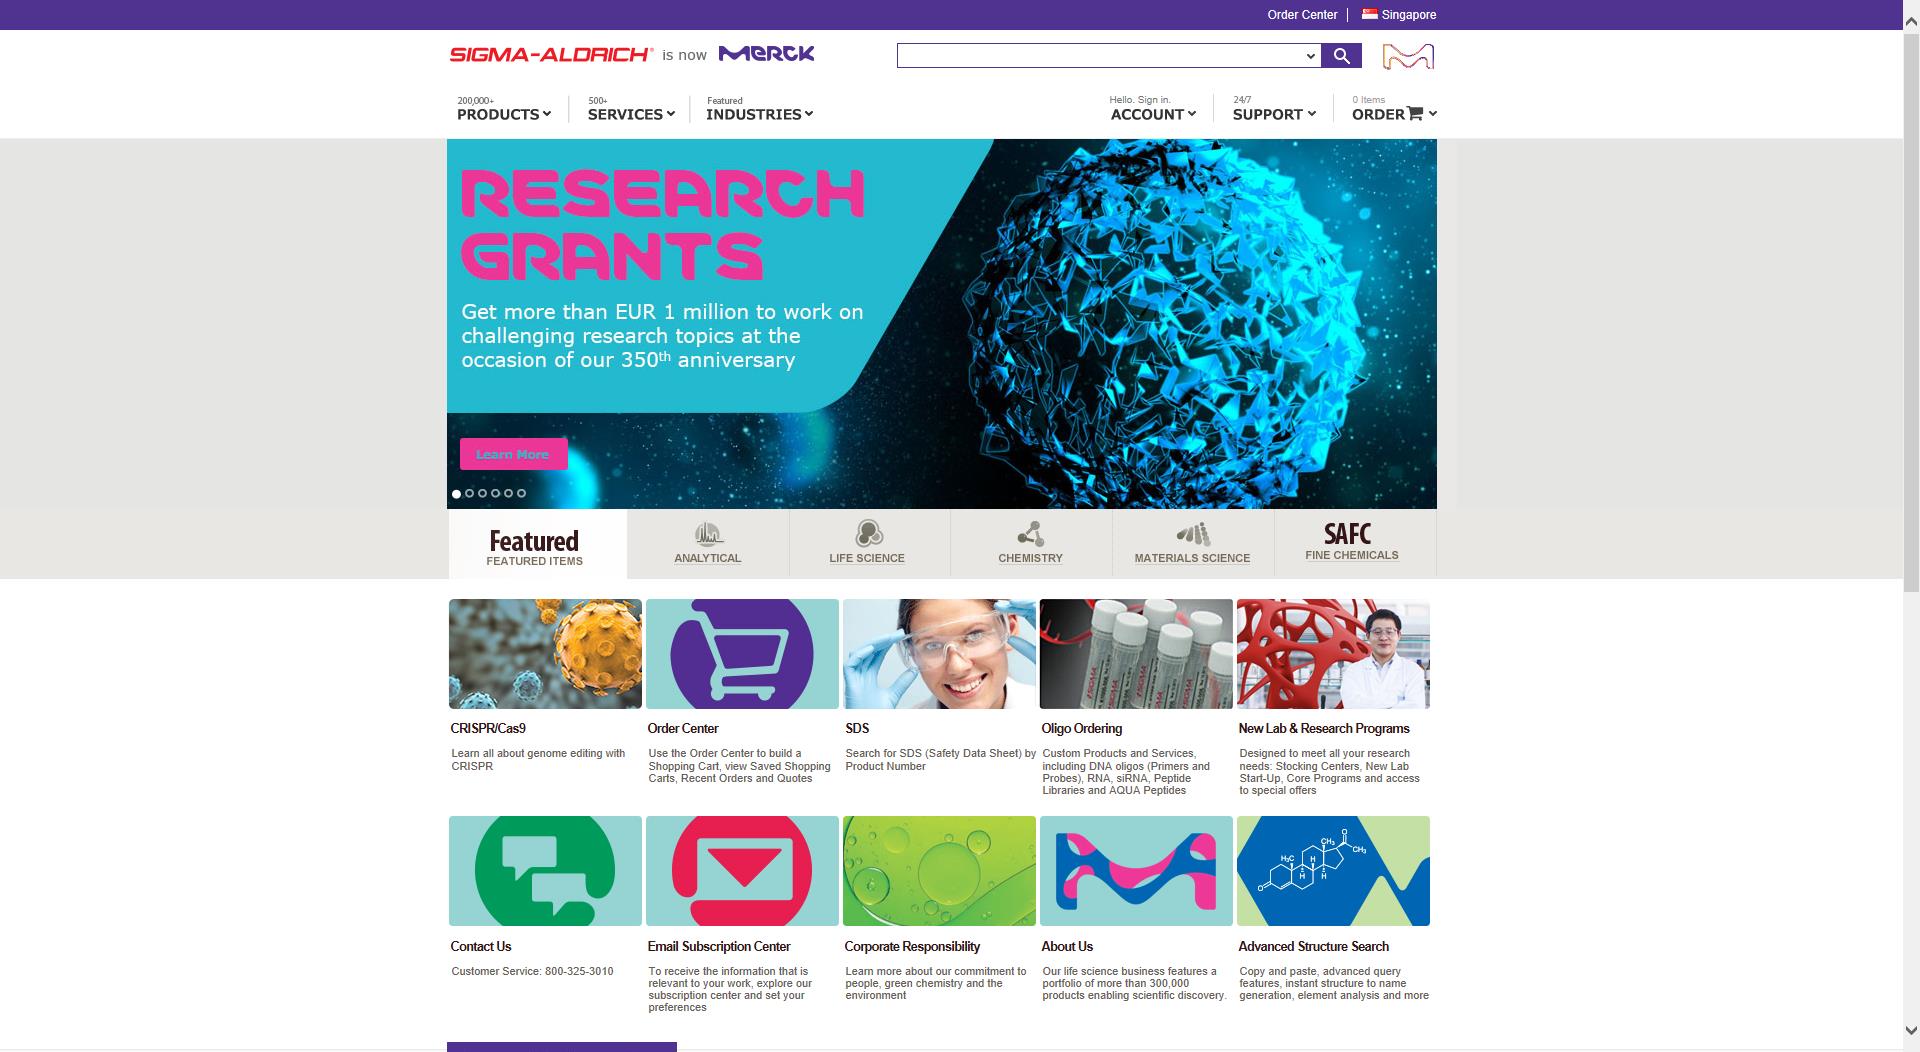 Order Center
Singapore
SIGMA-ALDRICH® is now MERCK
200,000+
PRODUCTS
500+
SERVICES
Featured
INDUSTRIES
Hello. Sign in.
ACCOUNT
24/7
SUPPORT
0 Items
ORDER
RESEARCH
GRANTS
Get more than EUR 1 million to work on
challenging research topics at the
occasion of our 350th anniversary
Learn More
Featured
FEATURED ITEMS
ANALYTICAL
LIFE SCIENCE
CHEMISTRY
MATERIALS SCIENCE
SAFC
FINE CHEMICALS
SIGMA
SIGMA
SIGMA
CRISPR/Cas9
Learn all about genome editing with
CRISPR
Order Center
Use the Order Center to build a
Shopping Cart, view Saved Shopping
Carts, Recent Orders and Quotes
SDS
Search for SDS (Safety Data Sheet) by
Product Number
Oligo Ordering
Custom Products and Services,
including DNA oligos (Primers and
Probes), RNA, siRNA, Peptide
Libraries and AQUA Peptides
New Lab & Research Programs
Designed to meet all your research
needs: Stocking Centers, New Lab
Start-Up, Core Programs and access
to special offers
H₃C
CH₃
O
CH₃
H
H
H
O
Contact Us
Customer Service: 800-325-3010
Email Subscription Center
To receive the information that is
relevant to your work, explore our
subscription center and set your
preferences
Corporate Responsibility
Learn more about our commitment to
people, green chemistry and the
environment
About Us
Our life science business features a
portfolio of more than 300,000
products enabling scientific discovery.
Advanced Structure Search
Copy and paste, advanced query
features, instant structure to name
generation, element analysis and more